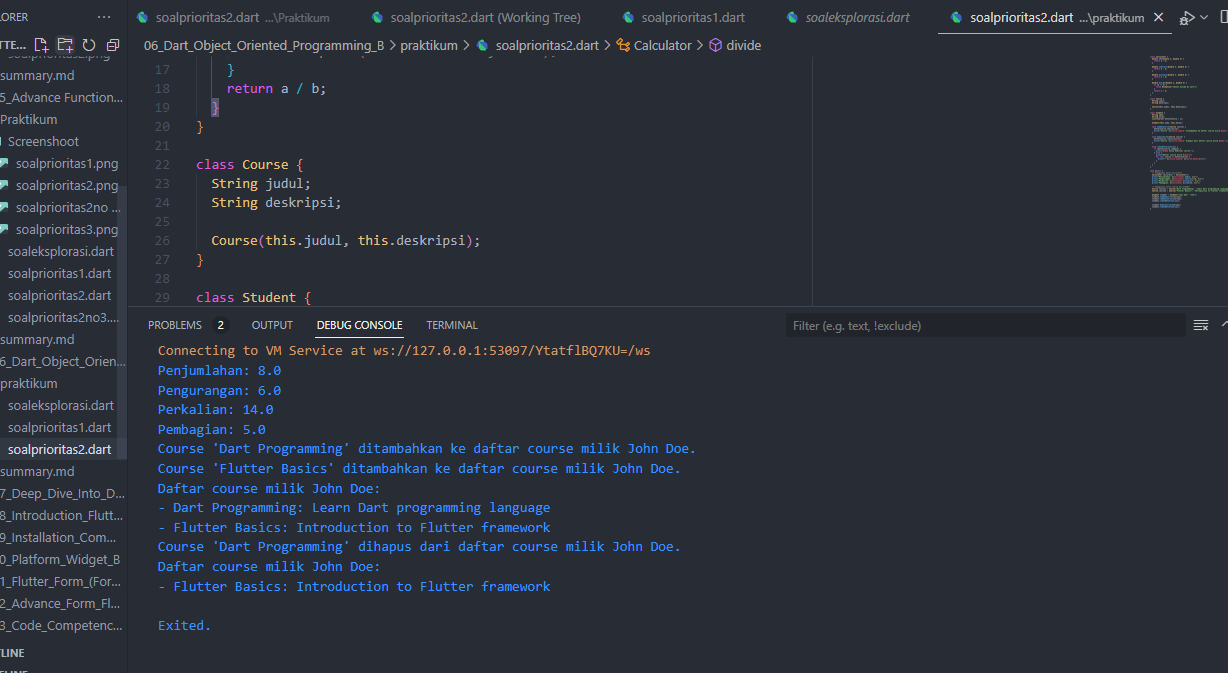 LORER ...
soalprioritas2.dart ...\Praktikum
soalprioritas2.dart (Working Tree)
soalprioritas1.dart
soaleksplorasi.dart
soalprioritas2.dart ...\praktikum
TTE...
06_Dart_Object_Oriented_Programming_B > praktikum > soalprioritas2.dart > Calculator > divide
soalprioritas2.png
summary.md
5_Advance Function...
Praktikum
Screenshoot
soalprioritas1.png
soalprioritas2.png
soalprioritas2no ...
soalprioritas3.png
soaleksplorasi.dart
soalprioritas1.dart
soalprioritas2.dart
soalprioritas2no3....
summary.md
6_Dart_Object_Orien...
praktikum
soaleksplorasi.dart
soalprioritas1.dart
soalprioritas2.dart
summary.md
7_Deep_Dive_Into_D...
8_Introduction_Flutt...
9_Installation_Com...
0_Platform_Widget_B
1_Flutter_Form_(For...
2_Advance_Form_Fl...
3_Code_Competenc...
TLINE
17 }
18 return a / b;
19 }
20 }
21
22 class Course {
23 String judul;
24 String deskripsi;
25
26 Course(this.judul, this.deskripsi);
27 }
28
29 class Student {
PROBLEMS 2 OUTPUT DEBUG CONSOLE TERMINAL
Filter (e.g. text, !exclude)
Connecting to VM Service at ws://127.0.0.1:53097/YtatflBQ7KU=/ws
Penjumlahan: 8.0
Pengurangan: 6.0
Perkalian: 14.0
Pembagian: 5.0
Course 'Dart Programming' ditambahkan ke daftar course milik John Doe.
Course 'Flutter Basics' ditambahkan ke daftar course milik John Doe.
Daftar course milik John Doe:
- Dart Programming: Learn Dart programming language
- Flutter Basics: Introduction to Flutter framework
Course 'Dart Programming' dihapus dari daftar course milik John Doe.
Daftar course milik John Doe:
- Flutter Basics: Introduction to Flutter framework
Exited.